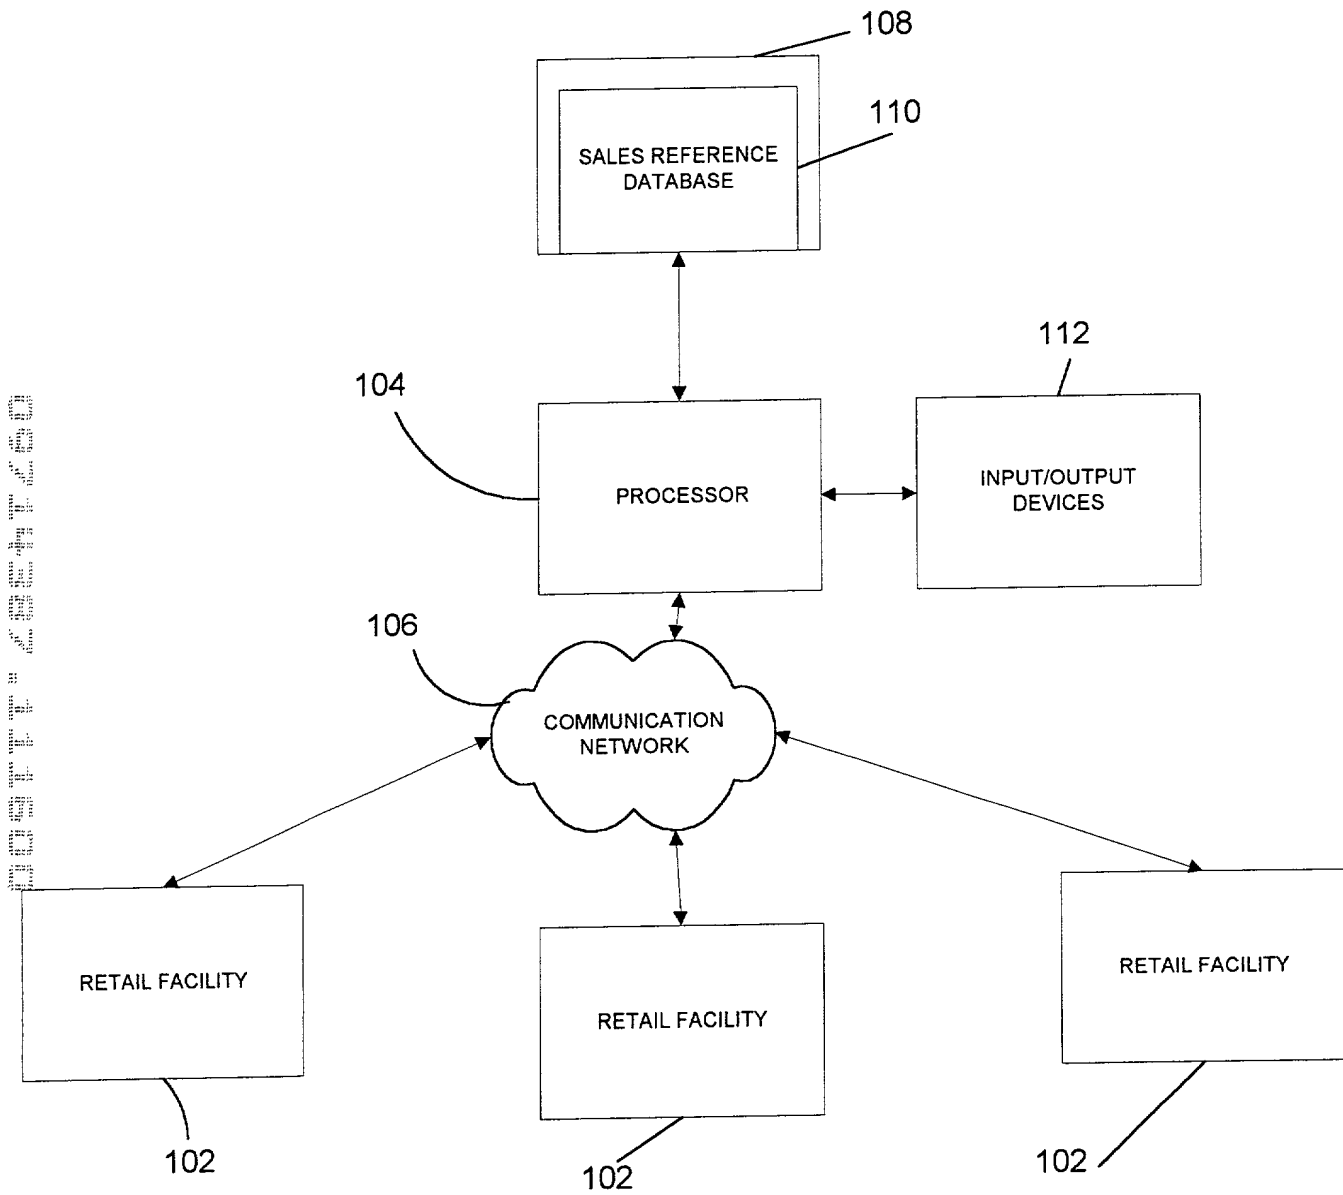 108
110
SALES REFERENCE
DATABASE
112
104
PROCESSOR
INPUT/OUTPUT
DEVICES
106
COMMUNICATION
NETWORK
RETAIL FACILITY
RETAIL FACILITY
RETAIL FACILITY
102
102
102